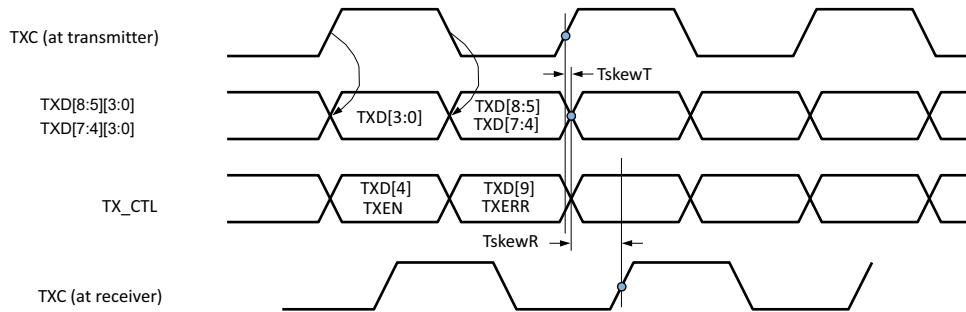 TXC (at transmitter)
TskewT
TXD[8:5][3:0]
TXD[7:4][3:0]
TXD[3:0]
TXD[8:5]
TXD[7:4]
TX_CTL
TXD[4]
TXEN
TXD[9]
TXERR
TskewR
TXC (at receiver)